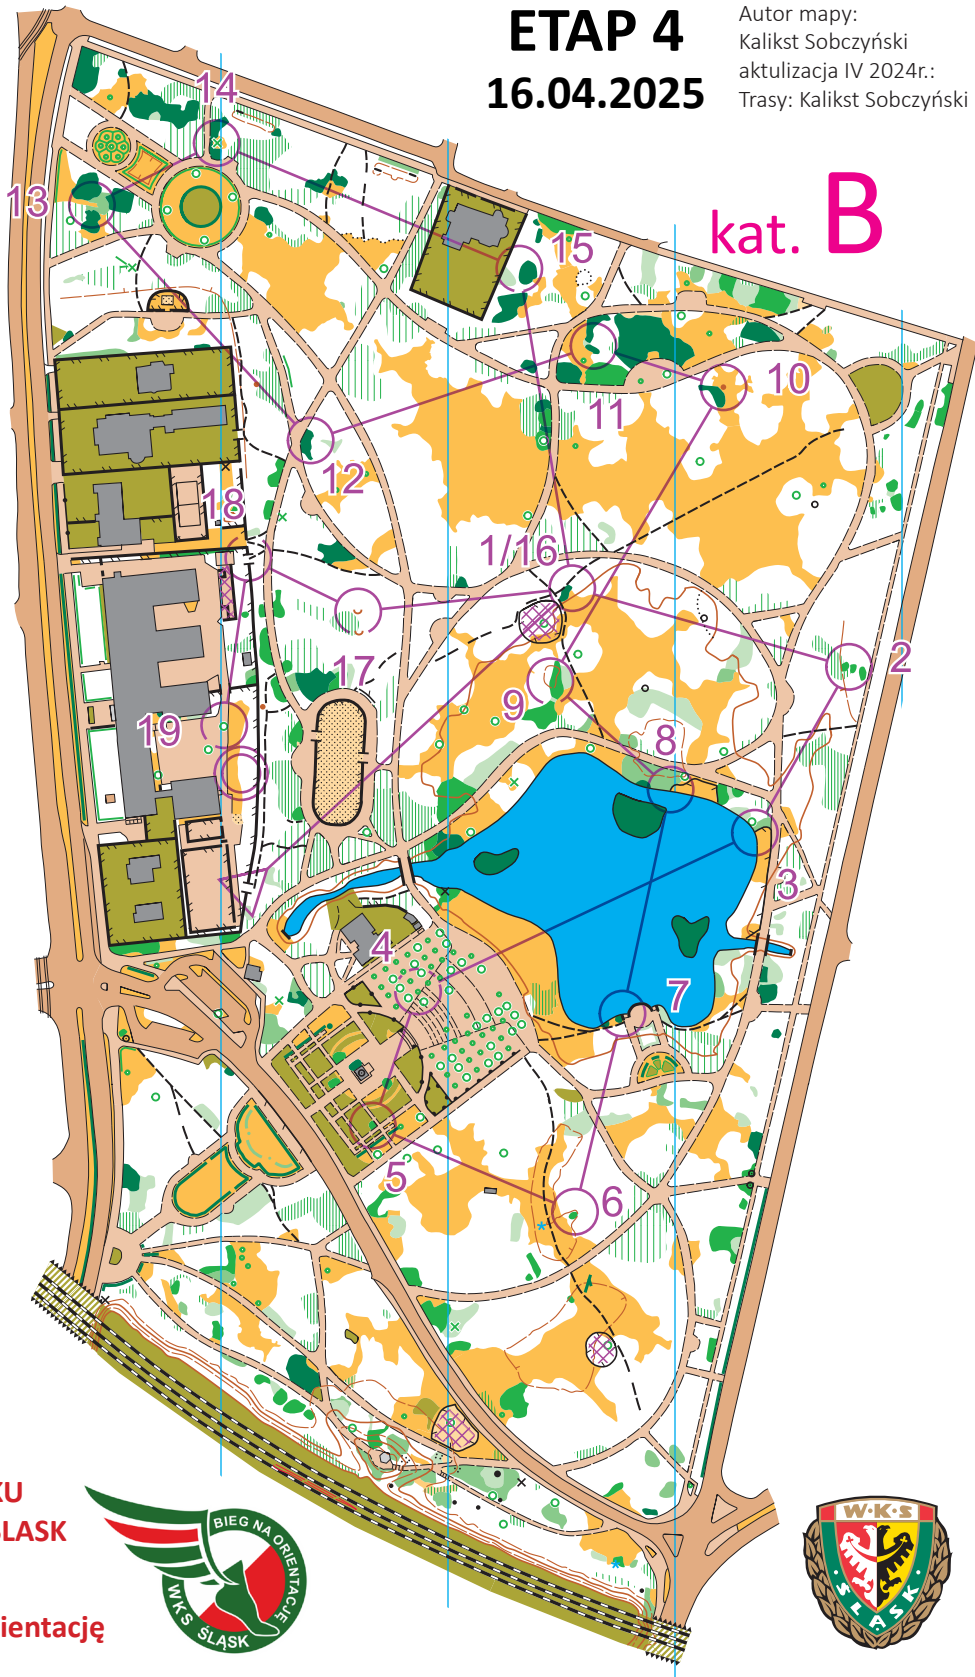 ETAP 4
16.04.2025
Autor mapy:
Kalikst Sobczyński
aktulizacja IV 2024r.:
Trasy: Kalikst Sobczyński
kat. B
14
13
15
10
11
12
18
1/16
2
17
9
19
8
3
4
7
5
6
KU
ŚLASK
ientację
BIEG NA ORIENTACJĘ
WKS ŚLĄSK
W·K·S
ŚLĄSK